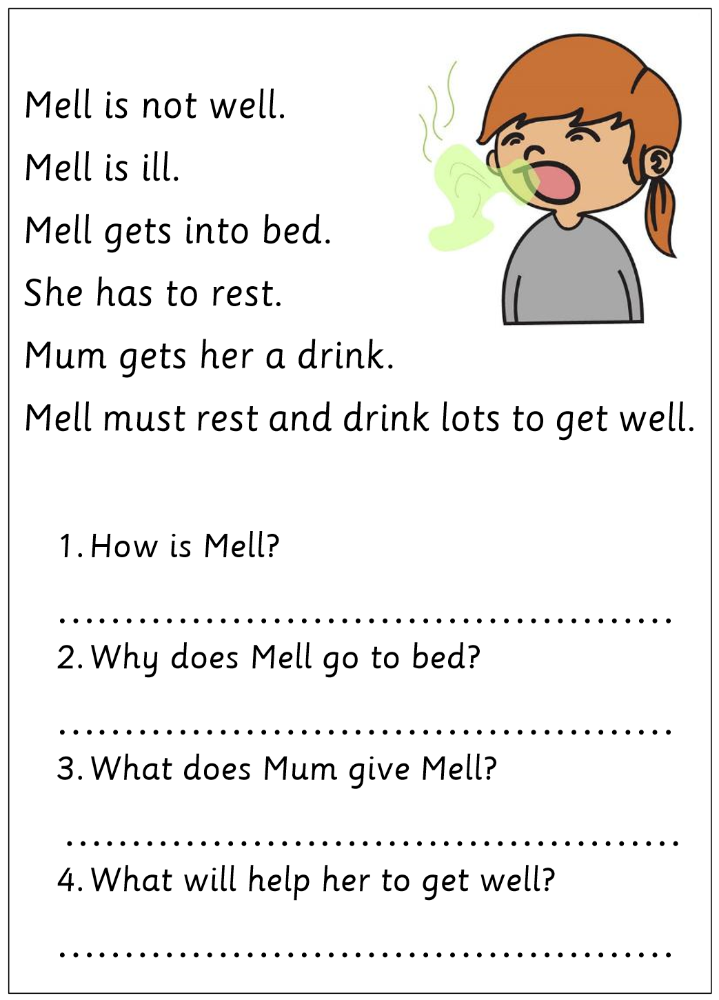 Mell is not well.
Mell is ill.
Mell gets into bed.
She has to rest.
Mum gets her a drink.
Mell must rest and drink lots to get well.
1. How is Mell?
..............................................
2. Why does Mell go to bed?
..............................................
3. What does Mum give Mell?
..............................................
4. What will help her to get well?
..............................................